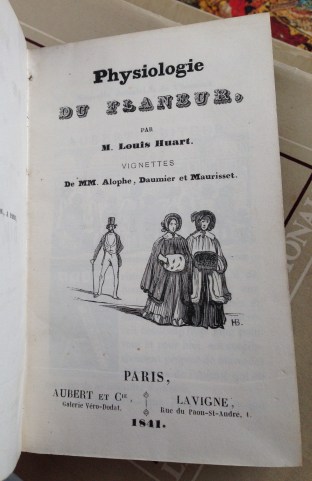 Physiologie
DU FLANEUR,
PAR
M. Louis Huart.
VIGNETTES
De MM. Alophe, Daumier et Maurisset.
HB
PARIS,
AUBERT ET Cie,
Galerie Véro-Dodat.
LAVIGNE,
Rue du Paon-St-André, 1.
1841.